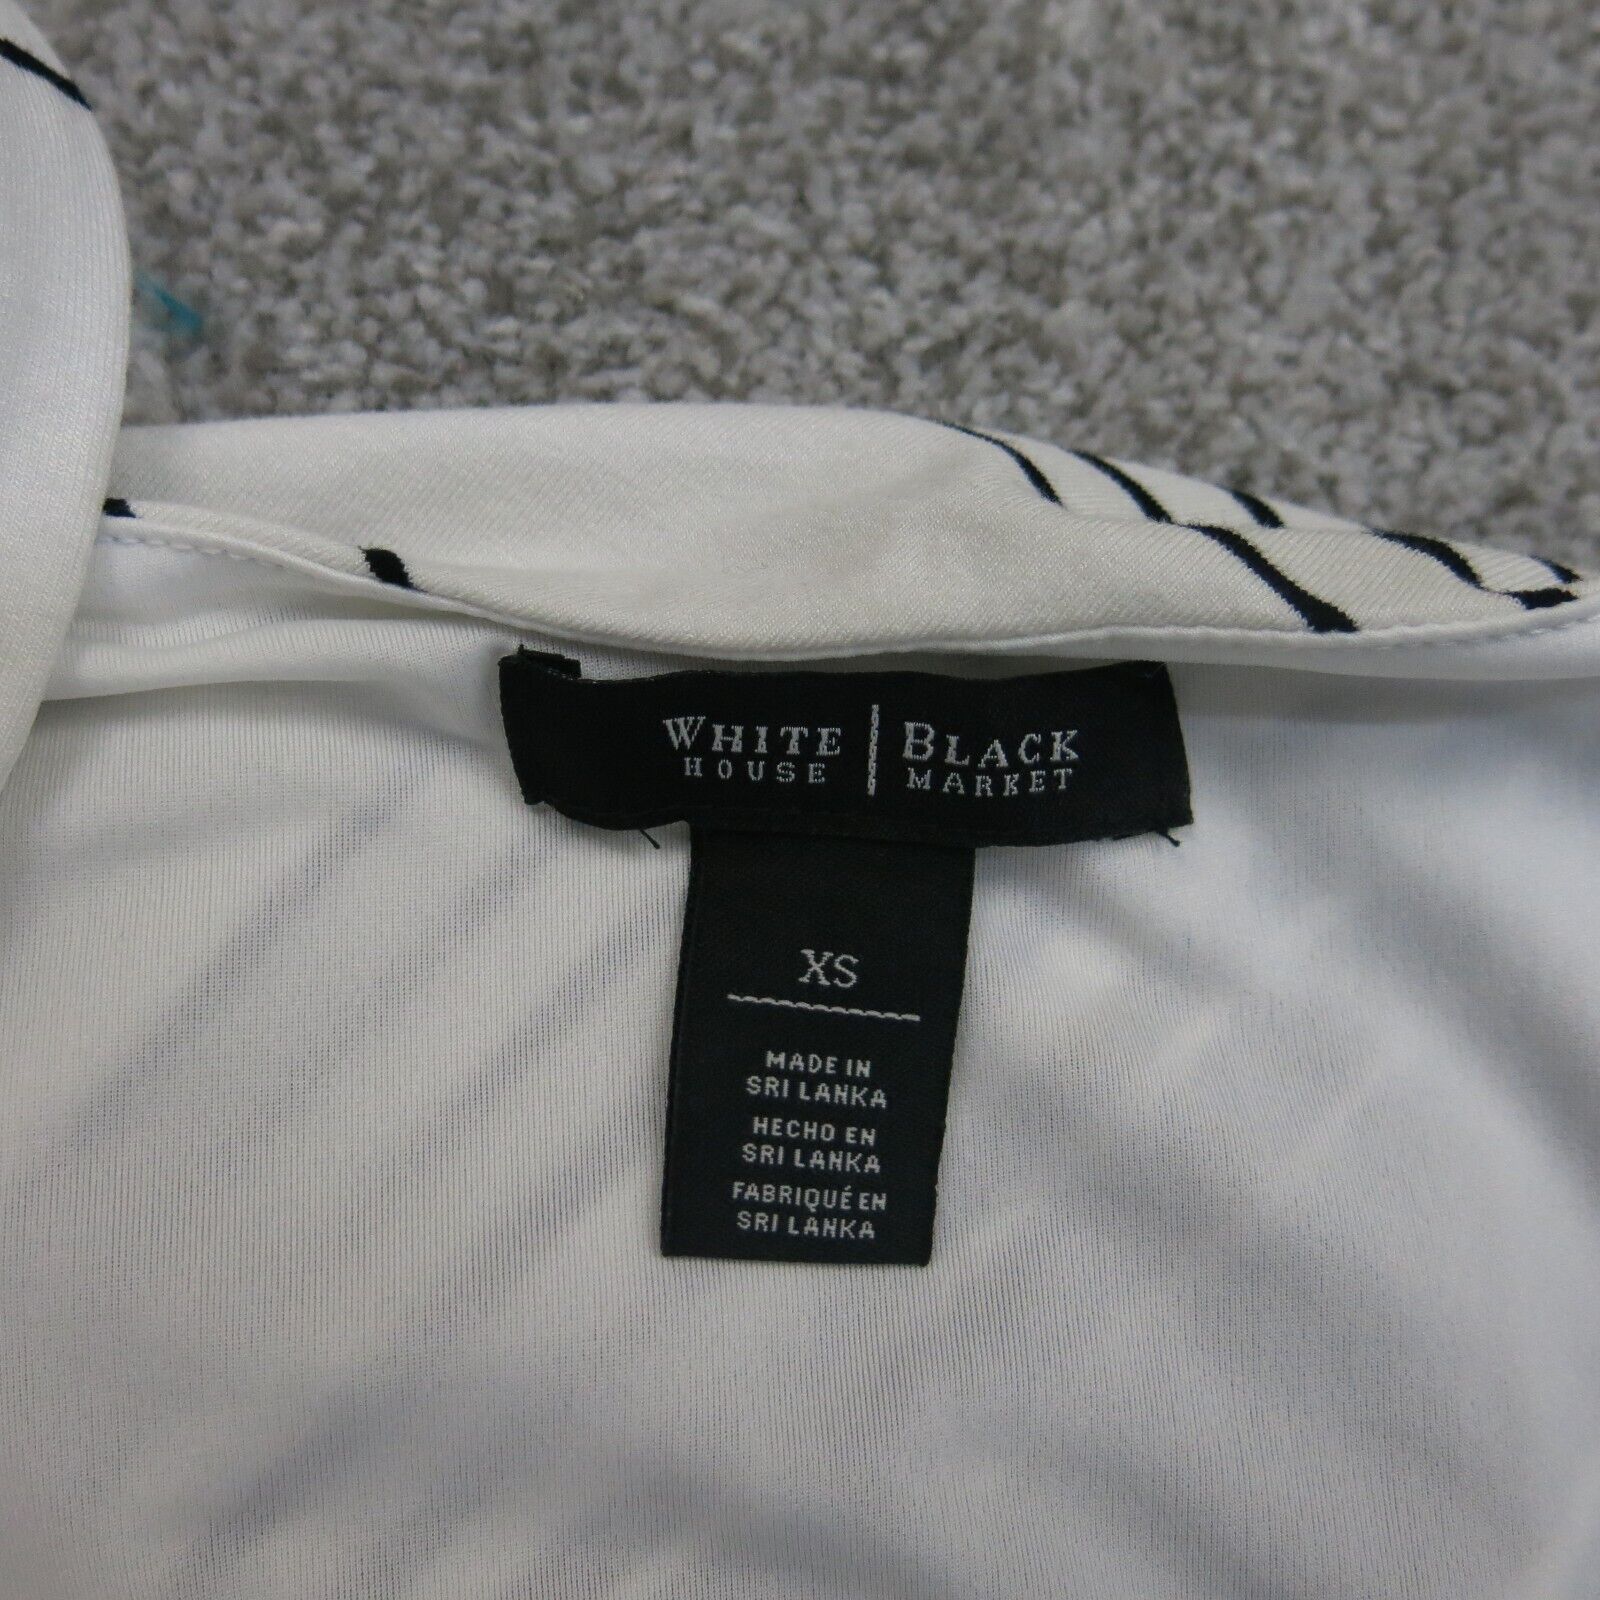 WHITE | BLACK
HOUSE | MARKET
XS
MADE IN
SRI LANKA
HECHO EN
SRI LANKA
FABRIQUÉ EN
SRI LANKA